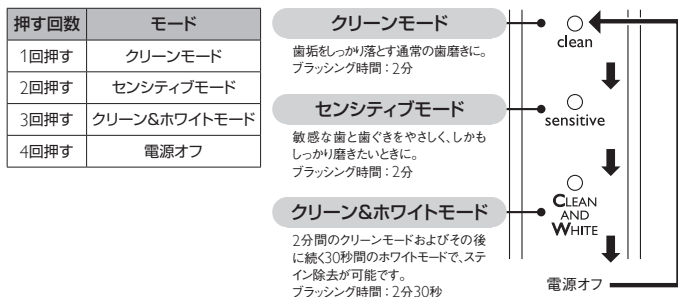 押す回数 モード
1回押す クリーンモード
2回押す センシティブモード
3回押す クリーン&ホワイトモード
4回押す 電源オフ
クリーンモード
歯垢をしっかり落とす通常の歯磨きに。
ブラッシング時間：2分
センシティブモード
敏感な歯と歯ぐきをやさしく、しかも
しっかり磨きたいときに。
ブラッシング時間：2分
クリーン&ホワイトモード
2分間のクリーンモードおよびその後
に続く30秒間のホワイトモードで、ステ
イン除去が可能です。
ブラッシング時間：2分30秒
clean
sensitive
CLEAN
AND
WHITE
電源オフ